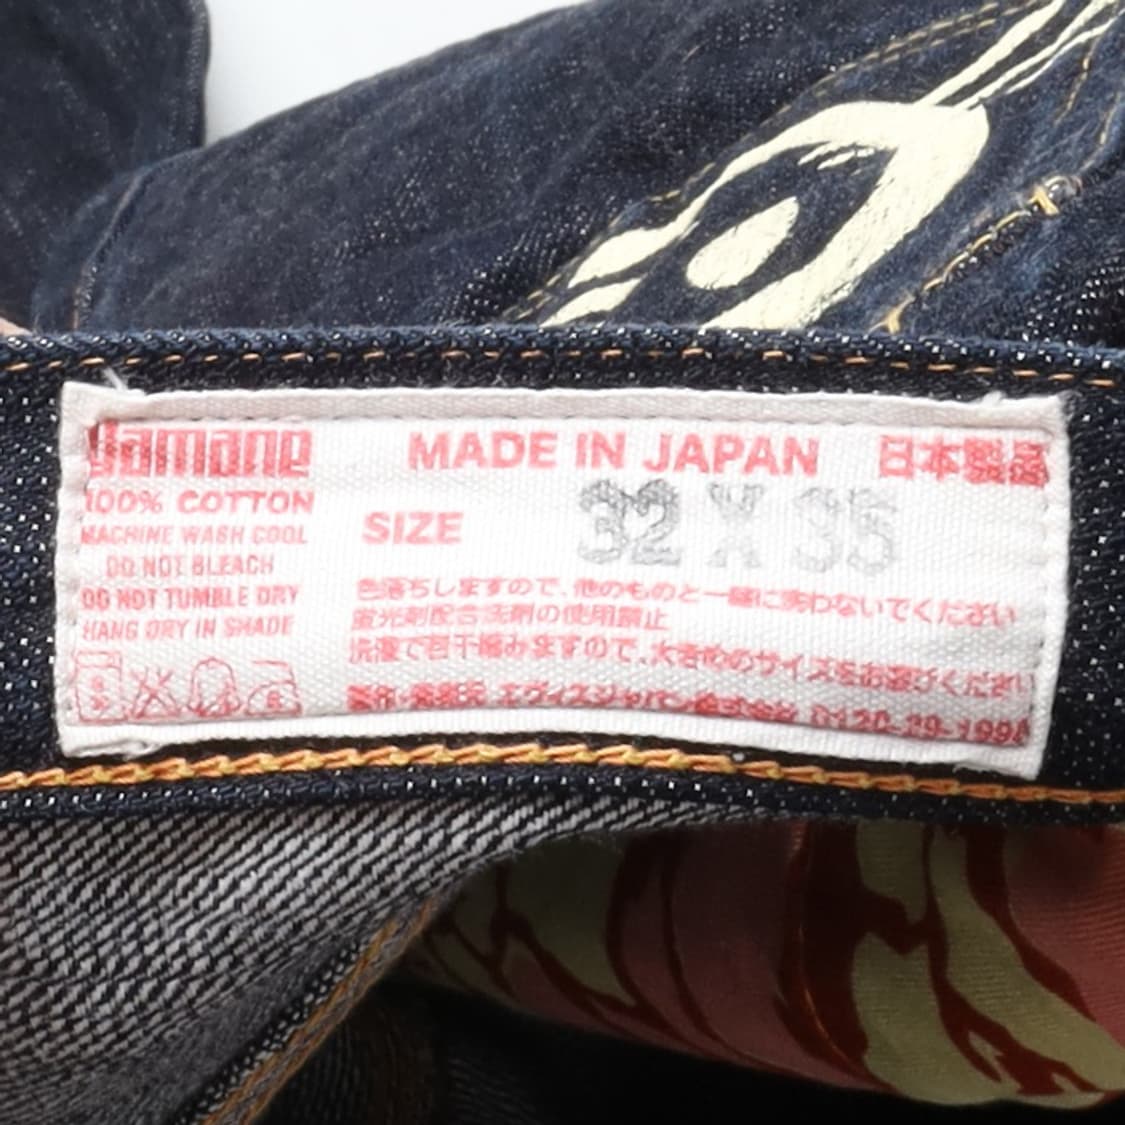 yamane
MADE IN JAPAN 日本製品
100% COTTON
MACHINE WASH COOL
DO NOT BLEACH
DO NOT TUMBLE DRY
HANG DRY IN SHADE
SIZE 32 X 35
色落ちしますので、他のものと一緒に洗わないでください
蛍光剤配合洗剤の使用禁止
洗濯で若干縮みますので、大きめのサイズをお選びください
エヴィスジャパン株式会社